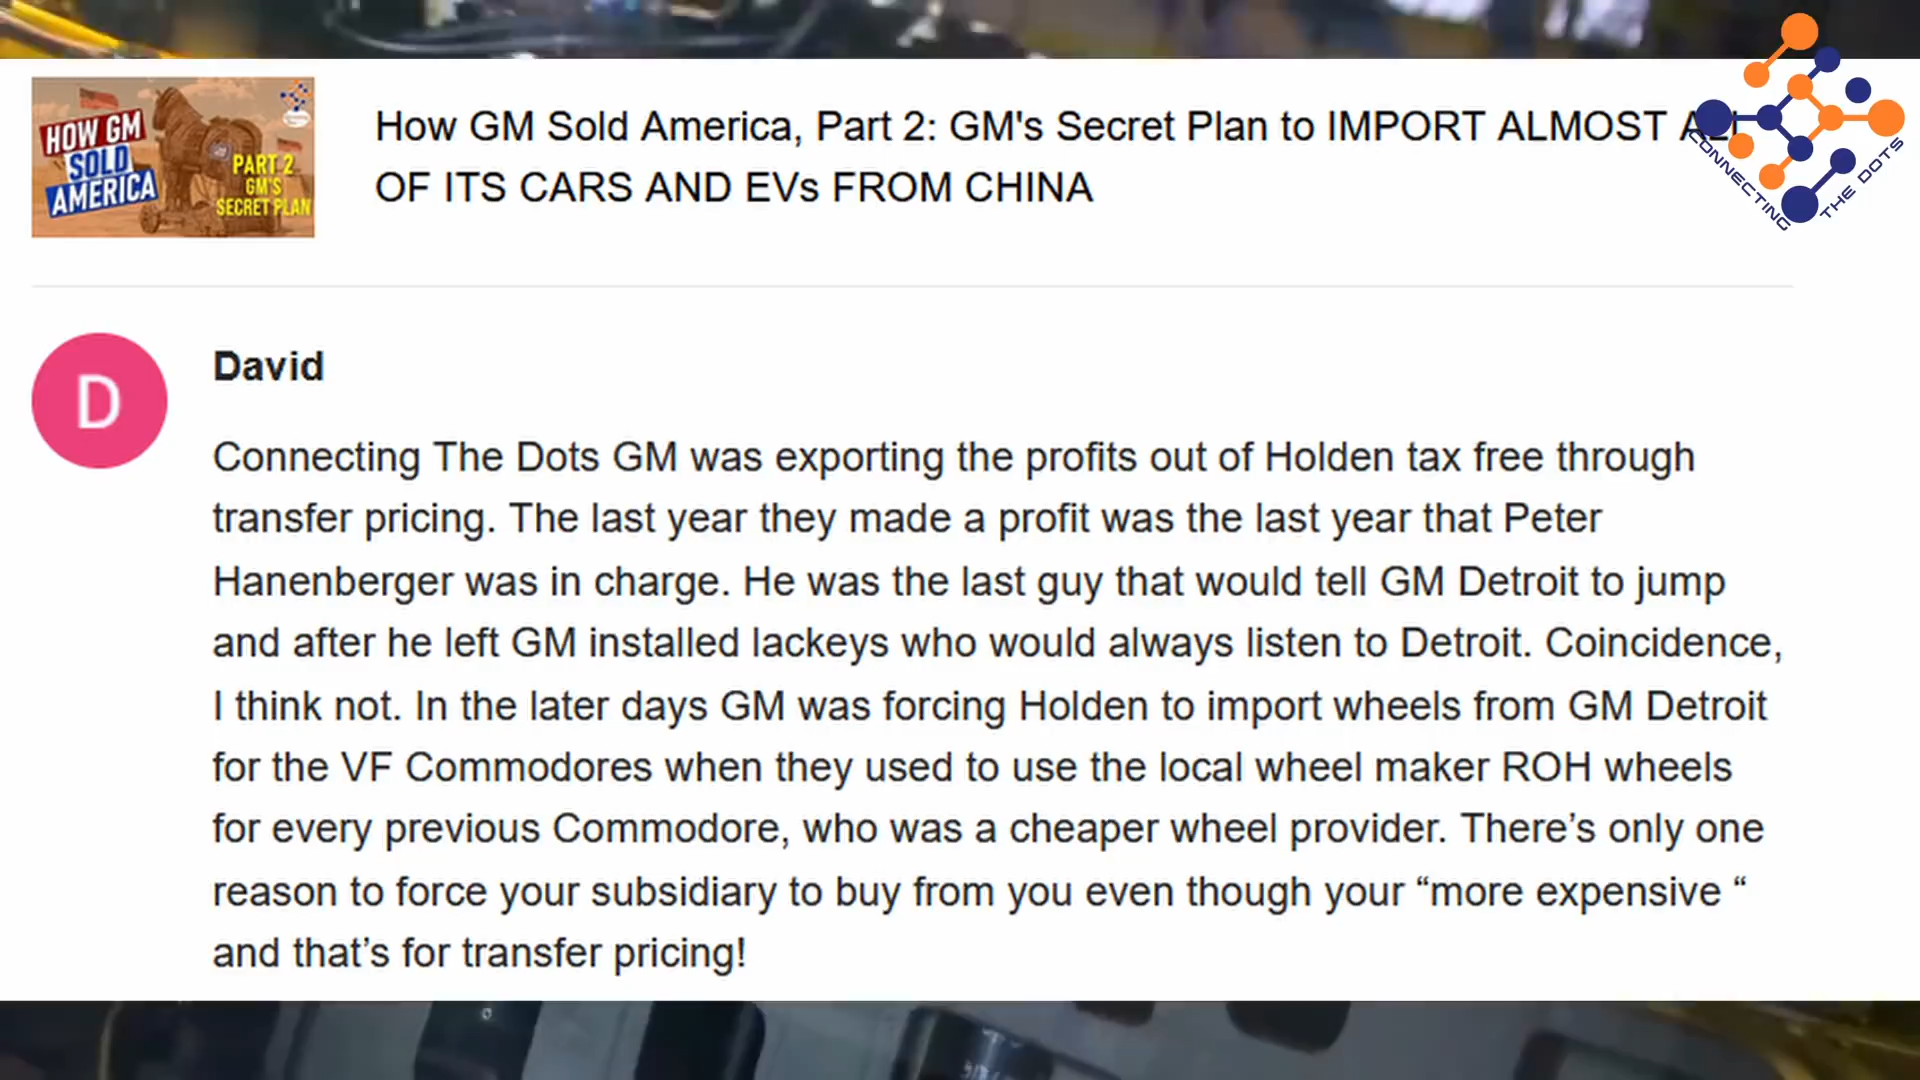 HOW GM
SOLD
AMERICA
PART 2
GM'S
SECRET PLAN
How GM Sold America, Part 2: GM's Secret Plan to IMPORT ALMOST ALL
OF ITS CARS AND EVs FROM CHINA
CONNECTING
THE DOTS
D
David
Connecting The Dots GM was exporting the profits out of Holden tax free through
transfer pricing. The last year they made a profit was the last year that Peter
Hanenberger was in charge. He was the last guy that would tell GM Detroit to jump
and after he left GM installed lackeys who would always listen to Detroit. Coincidence,
I think not. In the later days GM was forcing Holden to import wheels from GM Detroit
for the VF Commodores when they used to use the local wheel maker ROH wheels
for every previous Commodore, who was a cheaper wheel provider. There’s only one
reason to force your subsidiary to buy from you even though your “more expensive “
and that’s for transfer pricing!